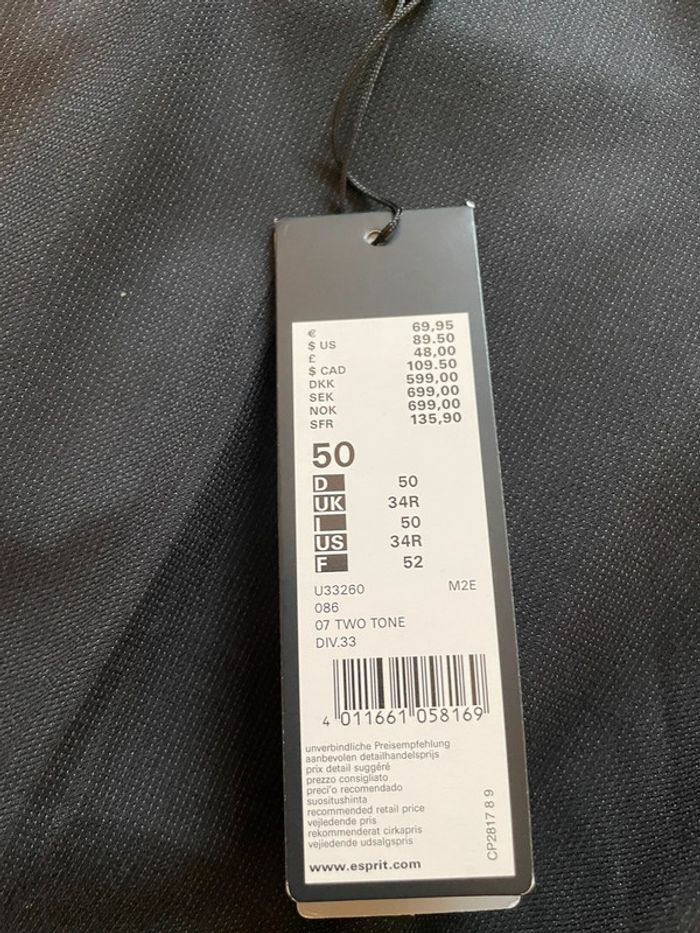 € 69,95
$ US 89.50
£ 48,00
$ CAD 109.50
DKK 599,00
SEK 699,00
NOK 699,00
SFR 135,90
50
D 50
UK 34R
I 50
US 34R
F 52
U33260 M2E
086
07 TWO TONE
DIV.33
4 011661 058169
unverbindliche Preisempfehlung
aanbevolen detailhandelsprijs
prix detail suggéré
prezzo consigliato
preci'o recomendado
suositushinta
recommended retail price
vejledende pris
rekommenderat cirkapris
vejiedende udsalgspris
www.esprit.com
CP2817 8 9